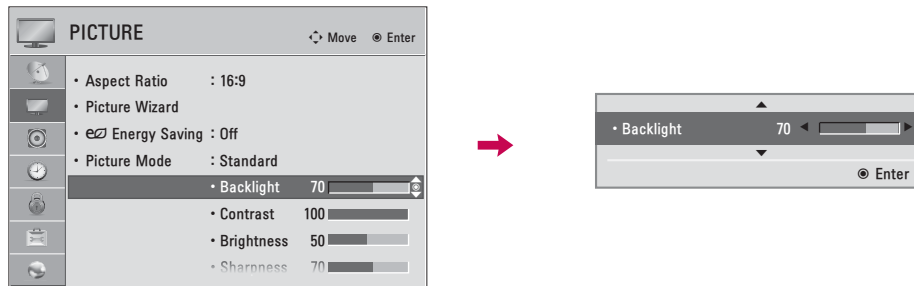 PICTURE
Move Enter
• Aspect Ratio : 16:9
• Picture Wizard
• Energy Saving : Off
• Picture Mode : Standard
• Backlight 70
• Contrast 100
• Brightness 50
• Sharpness 70
• Backlight 70
Enter